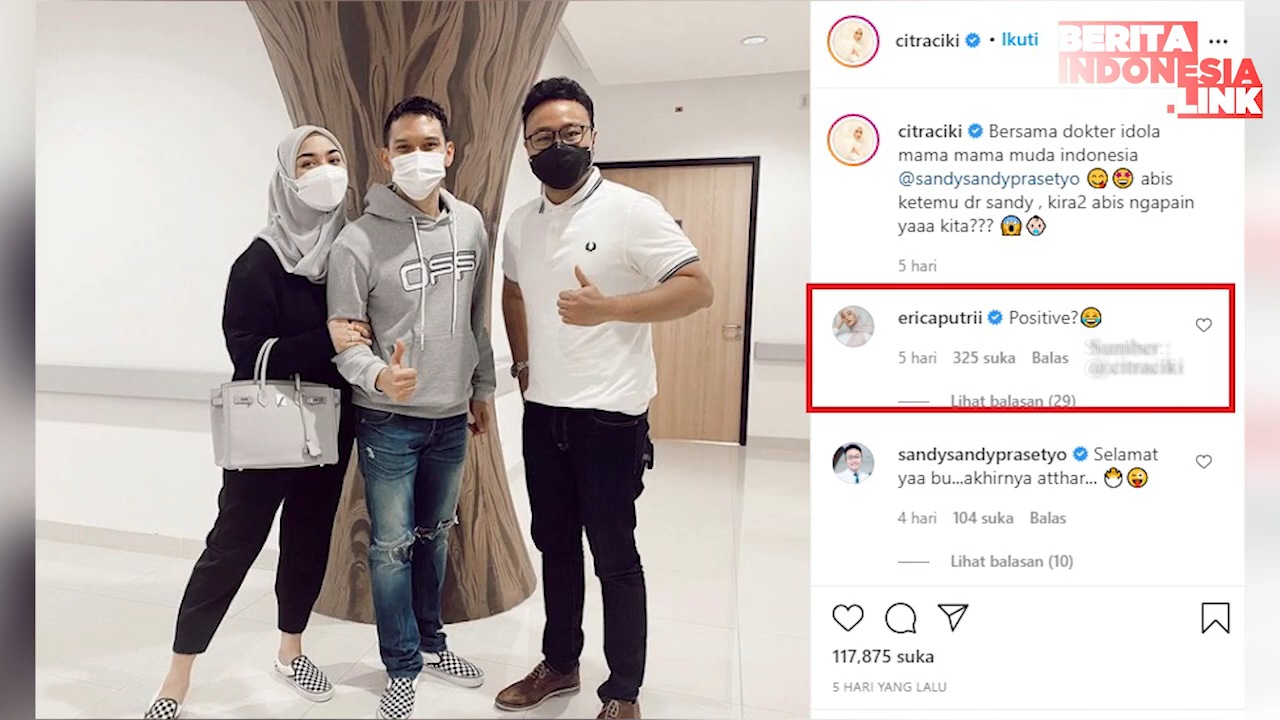 BERITA
INDONESIA
.LINK
citraciki • Ikuti
citraciki Bersama dokter idola
mama mama muda indonesia
@sandysandyprasetyo 😋🤩 abis
ketemu dr sandy , kira2 abis ngapain
yaaa kita??? 😱👶🏻
5 hari
ericaputrii Positive?😂
5 hari 325 suka Balas
Sumber :
@citraciki
Lihat balasan (29)
sandysandyprasetyo Selamat
yaa bu...akhirnya atthar... 🐣😜
4 hari 104 suka Balas
Lihat balasan (10)
117,875 suka
5 HARI YANG LALU
OFF